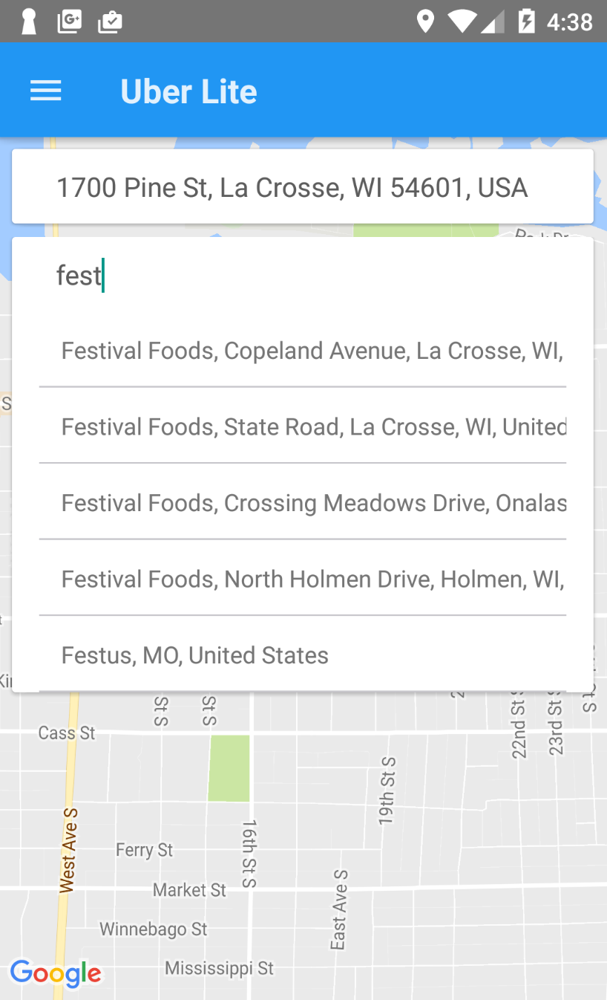 4:38
Uber Lite
1700 Pine St, La Crosse, WI 54601, USA
fest
Festival Foods, Copeland Avenue, La Crosse, WI,
Festival Foods, State Road, La Crosse, WI, United
Festival Foods, Crossing Meadows Drive, Onalas
Festival Foods, North Holmen Drive, Holmen, WI,
Festus, MO, United States
St S
St S
22nd St S
23rd St S
St S
Cass St
19th St S
West Ave S
16th St S
Ferry St
East Ave S
Market St
Winnebago St
Mississippi St
Google